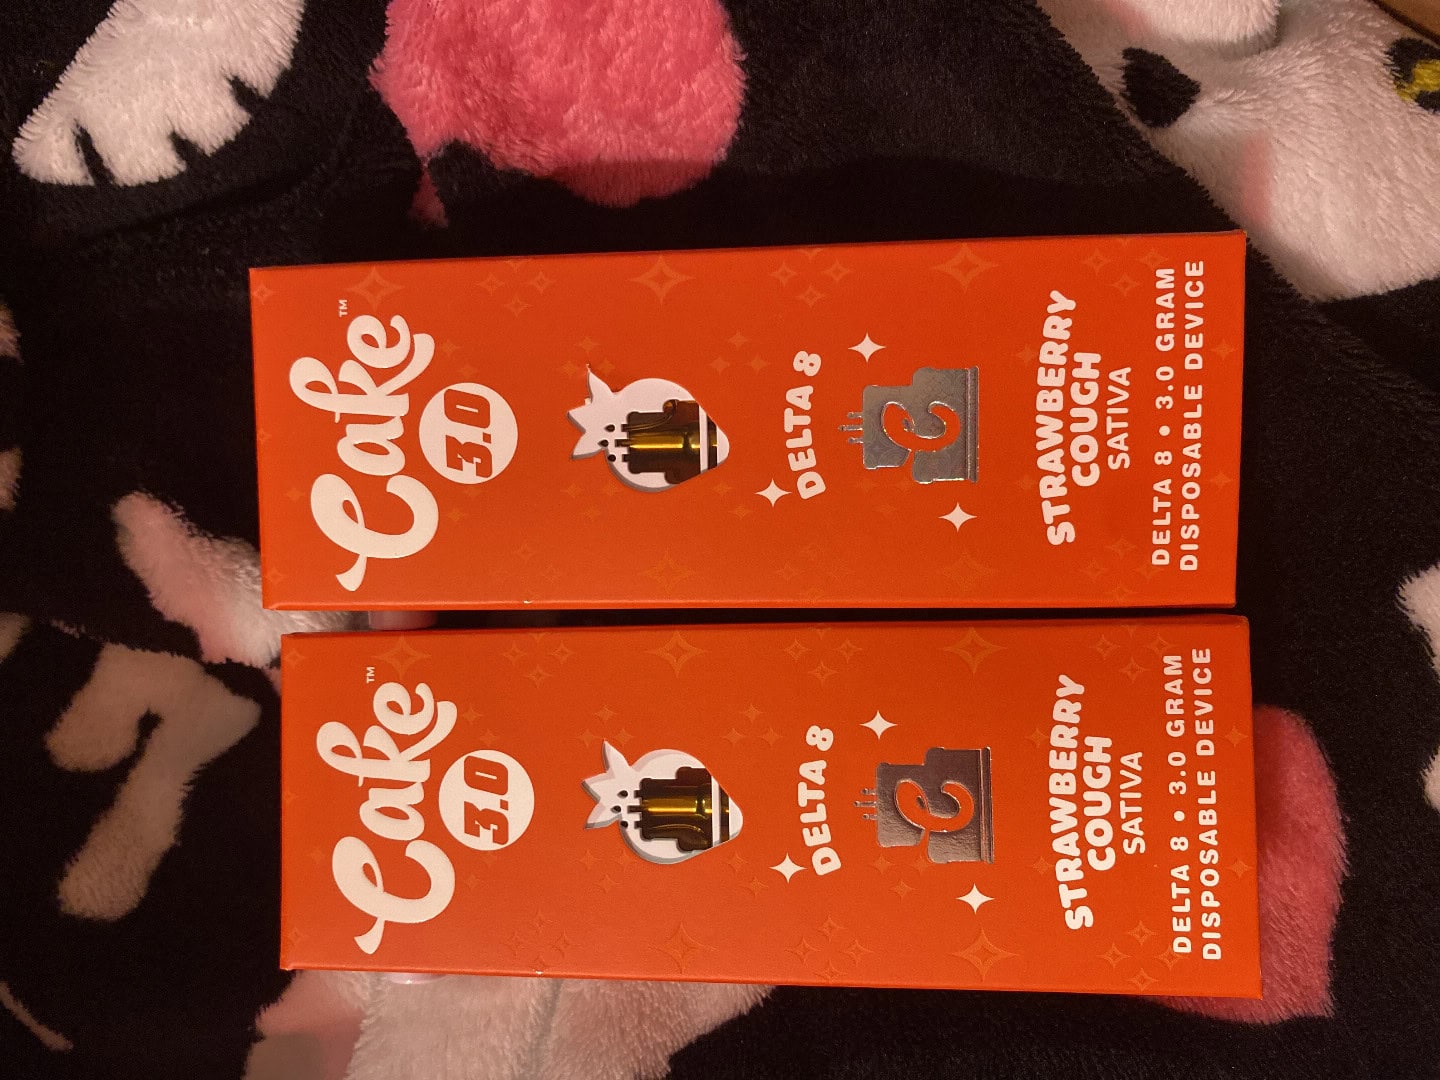 Cake™
3.0
DELTA 8
C
STRAWBERRY
COUGH
SATIVA
DELTA 8 • 3.0 GRAM
DISPOSABLE DEVICE
Cake™
3.0
DELTA 8
C
STRAWBERRY
COUGH
SATIVA
DELTA 8 • 3.0 GRAM
DISPOSABLE DEVICE